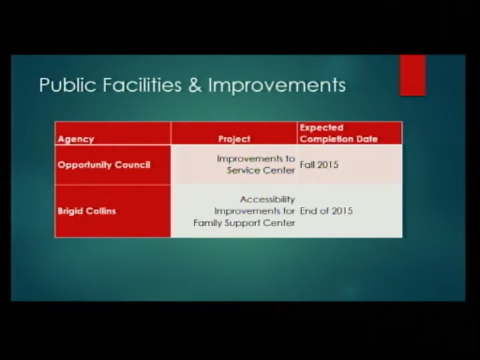 Public Facilities & Improvements
Agency
Project
Expected
Completion Date
Opportunity Council
Improvements to
Service Center
Fall 2015
Brigid Collins
Accessibility
Improvements for
Family Support Center
End of 2015